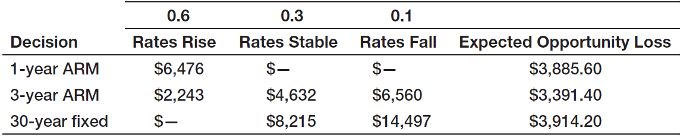 0.6 0.3 0.1
Decision Rates Rise Rates Stable Rates Fall Expected Opportunity Loss
1-year ARM $6,476 $— $— $3,885.60
3-year ARM $2,243 $4,632 $6,560 $3,391.40
30-year fixed $— $8,215 $14,497 $3,914.20